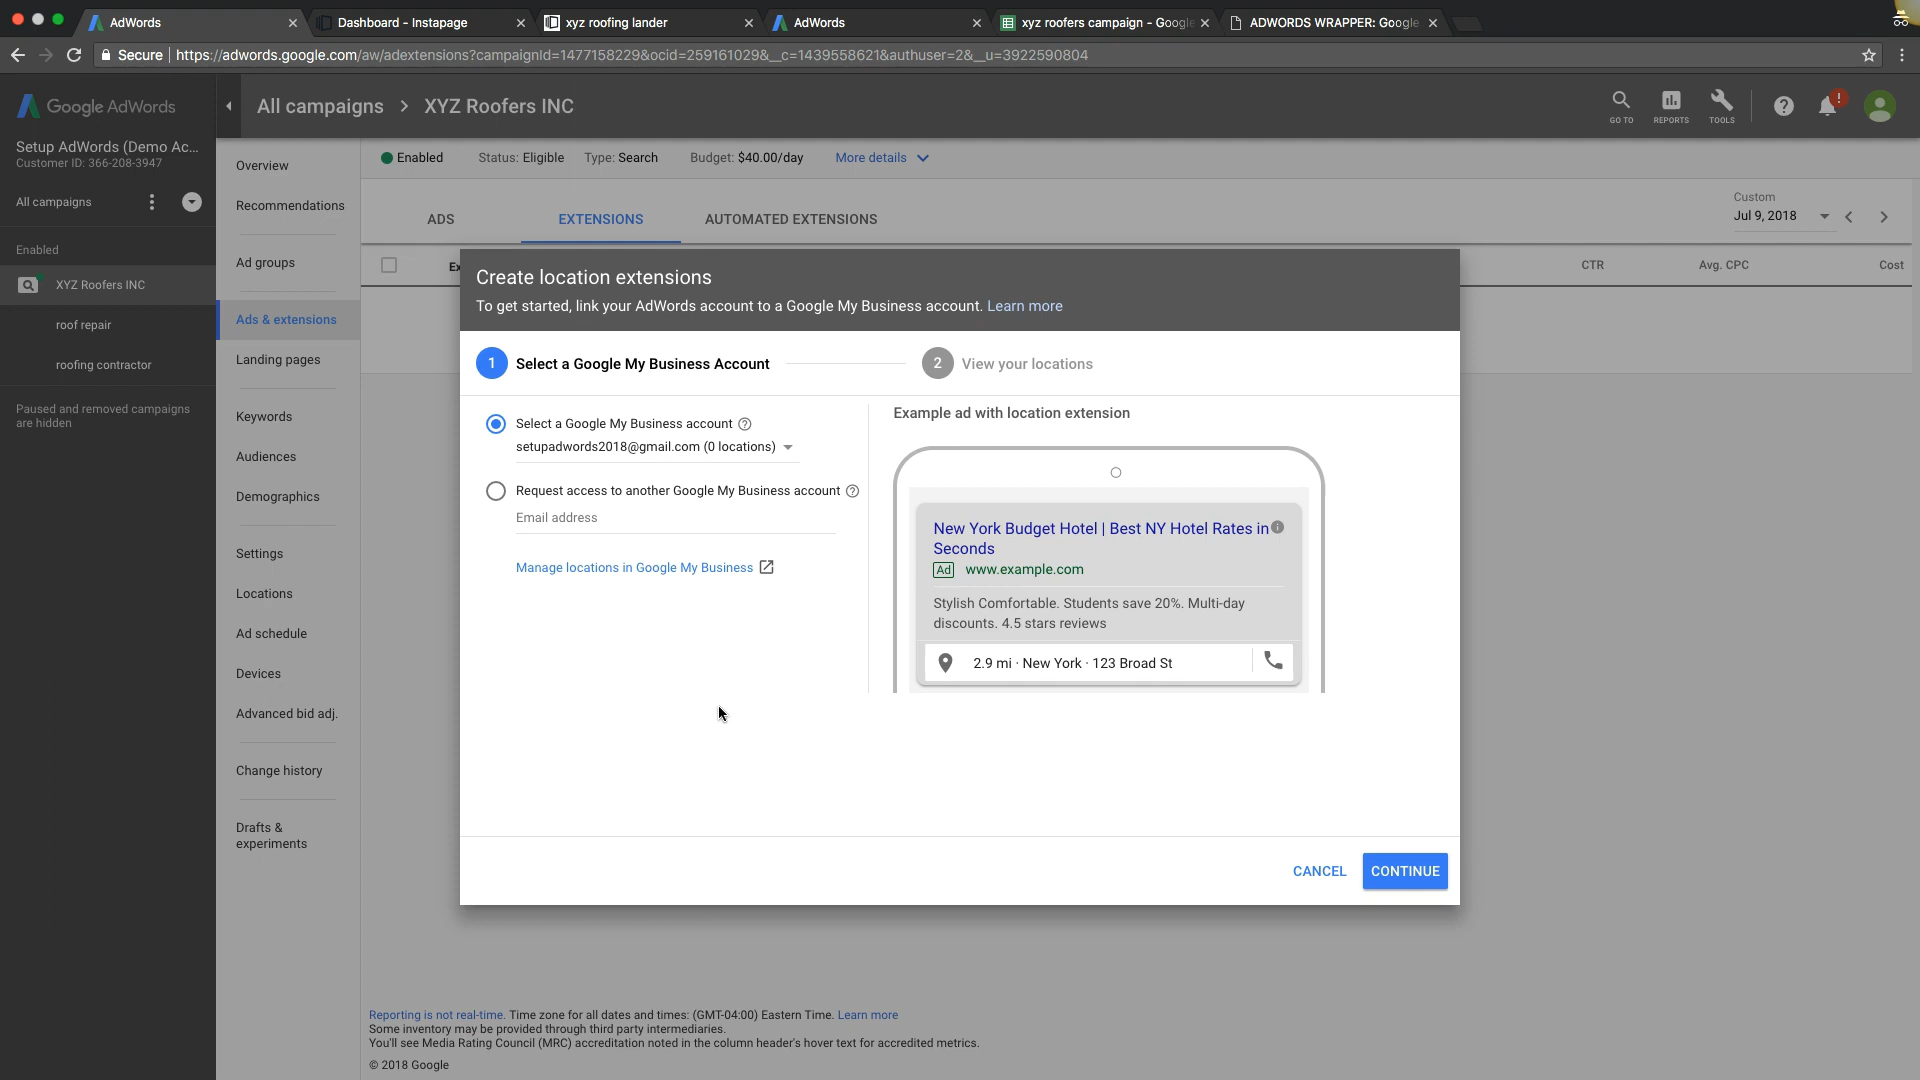 AdWords
Dashboard - Instapage
xyz roofing lander
AdWords
xyz roofers campaign - Google
ADWORDS WRAPPER: Google
Secure
https://adwords.google.com/aw/adextensions?campaignId=1477158229&ocid=259161029&__c=1439558621&authuser=2&__u=3922590804
Google AdWords
All campaigns > XYZ Roofers INC
GO TO
REPORTS
TOOLS
!
Setup AdWords (Demo Ac...
Customer ID: 366-208-3947
All campaigns
Enabled
XYZ Roofers INC
roof repair
roofing contractor
Paused and removed campaigns
are hidden
Overview
Recommendations
Ad groups
Ads & extensions
Landing pages
Keywords
Audiences
Demographics
Settings
Locations
Ad schedule
Devices
Advanced bid adj.
Change history
Drafts &
experiments
Enabled
Status: Eligible
Type: Search
Budget: $40.00/day
More details
ADS
EXTENSIONS
AUTOMATED EXTENSIONS
Custom
Jul 9, 2018
Ex
CTR
Avg. CPC
Cost
Create location extensions
To get started, link your AdWords account to a Google My Business account. Learn more
1
Select a Google My Business Account
2
View your locations
Select a Google My Business account
setupadwords2018@gmail.com (0 locations)
Request access to another Google My Business account
Email address
Manage locations in Google My Business
Example ad with location extension
New York Budget Hotel | Best NY Hotel Rates in
Seconds
Ad www.example.com
Stylish Comfortable. Students save 20%. Multi-day
discounts. 4.5 stars reviews
2.9 mi · New York · 123 Broad St
CANCEL
CONTINUE
Reporting is not real-time. Time zone for all dates and times: (GMT-04:00) Eastern Time. Learn more
Some inventory may be provided through third party intermediaries.
You'll see Media Rating Council (MRC) accreditation noted in the column header's hover text for accredited metrics.
© 2018 Google